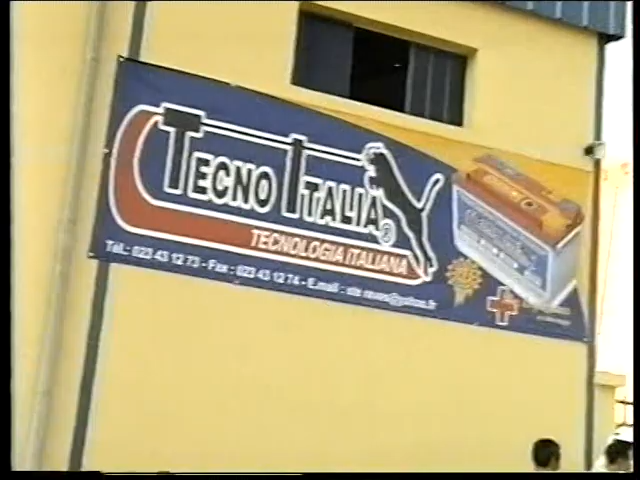 TECNO ITALIA®
TECNOLOGIA ITALIANA
Tél.: 023 43 12 73 - Fax : 023 43 12 74 - E.mail :